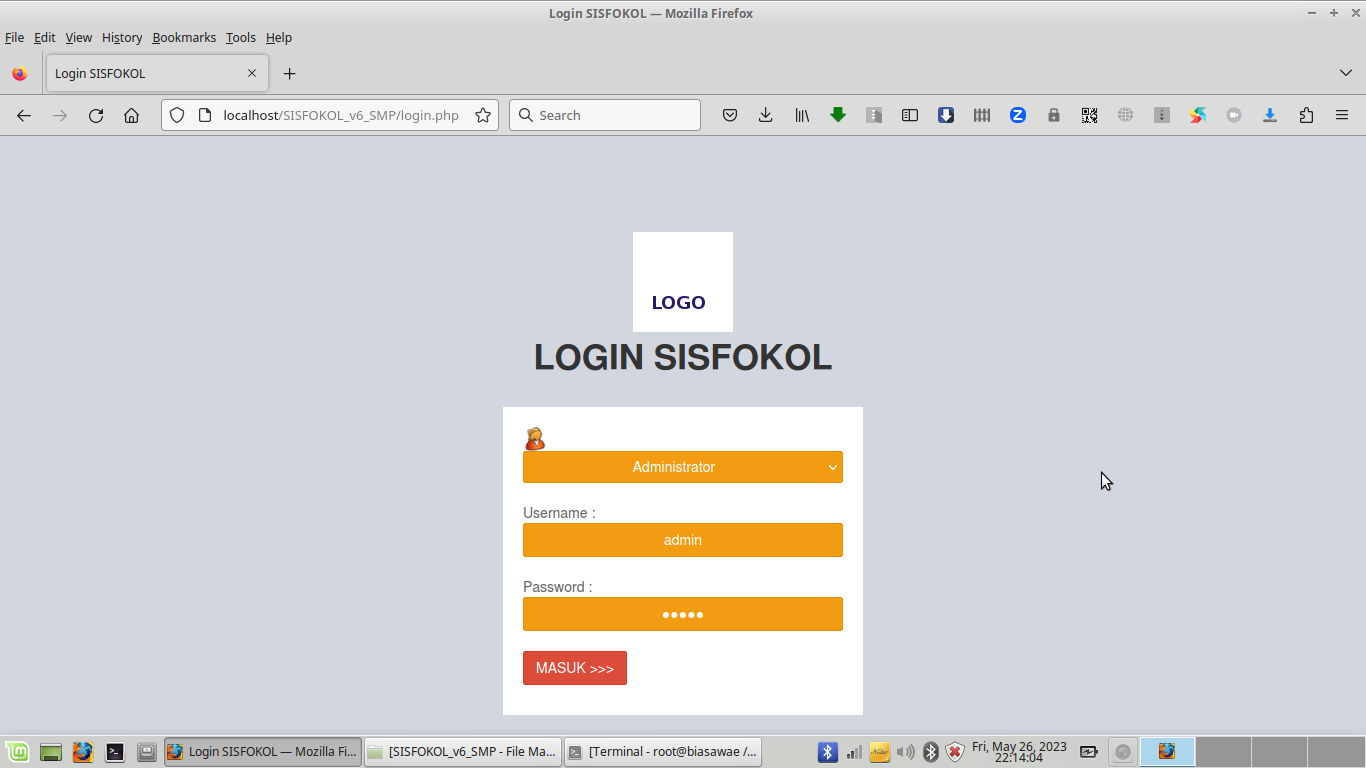 Login SISFOKOL — Mozilla Firefox
File Edit View History Bookmarks Tools Help
Login SISFOKOL
localhost/SISFOKOL_v6_SMP/login.php
Search
LOGO
LOGIN SISFOKOL
Administrator
Username :
admin
Password :
•••••
MASUK >>>
Login SISFOKOL — Mozilla Fi...
[SISFOKOL_v6_SMP - File Ma...
[Terminal - root@biasawae /...
Fri, May 26, 2023
22:14:04